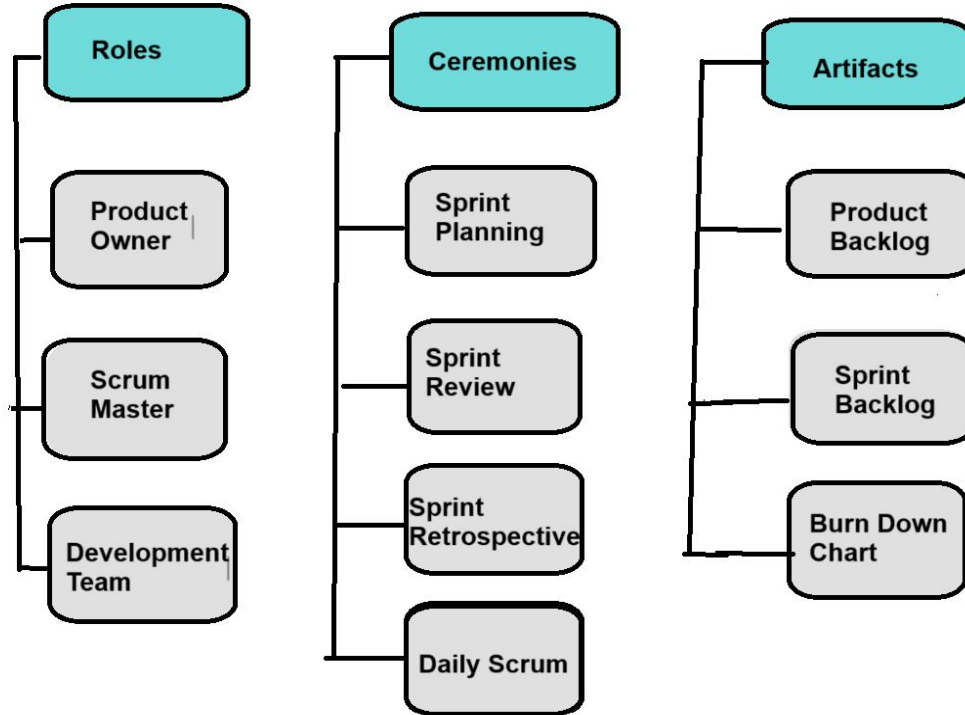 Roles
Product
Owner
Scrum
Master
Development
Team
Ceremonies
Sprint
Planning
Sprint
Review
Sprint
Retrospective
Daily Scrum
Artifacts
Product
Backlog
Sprint
Backlog
Burn Down
Chart